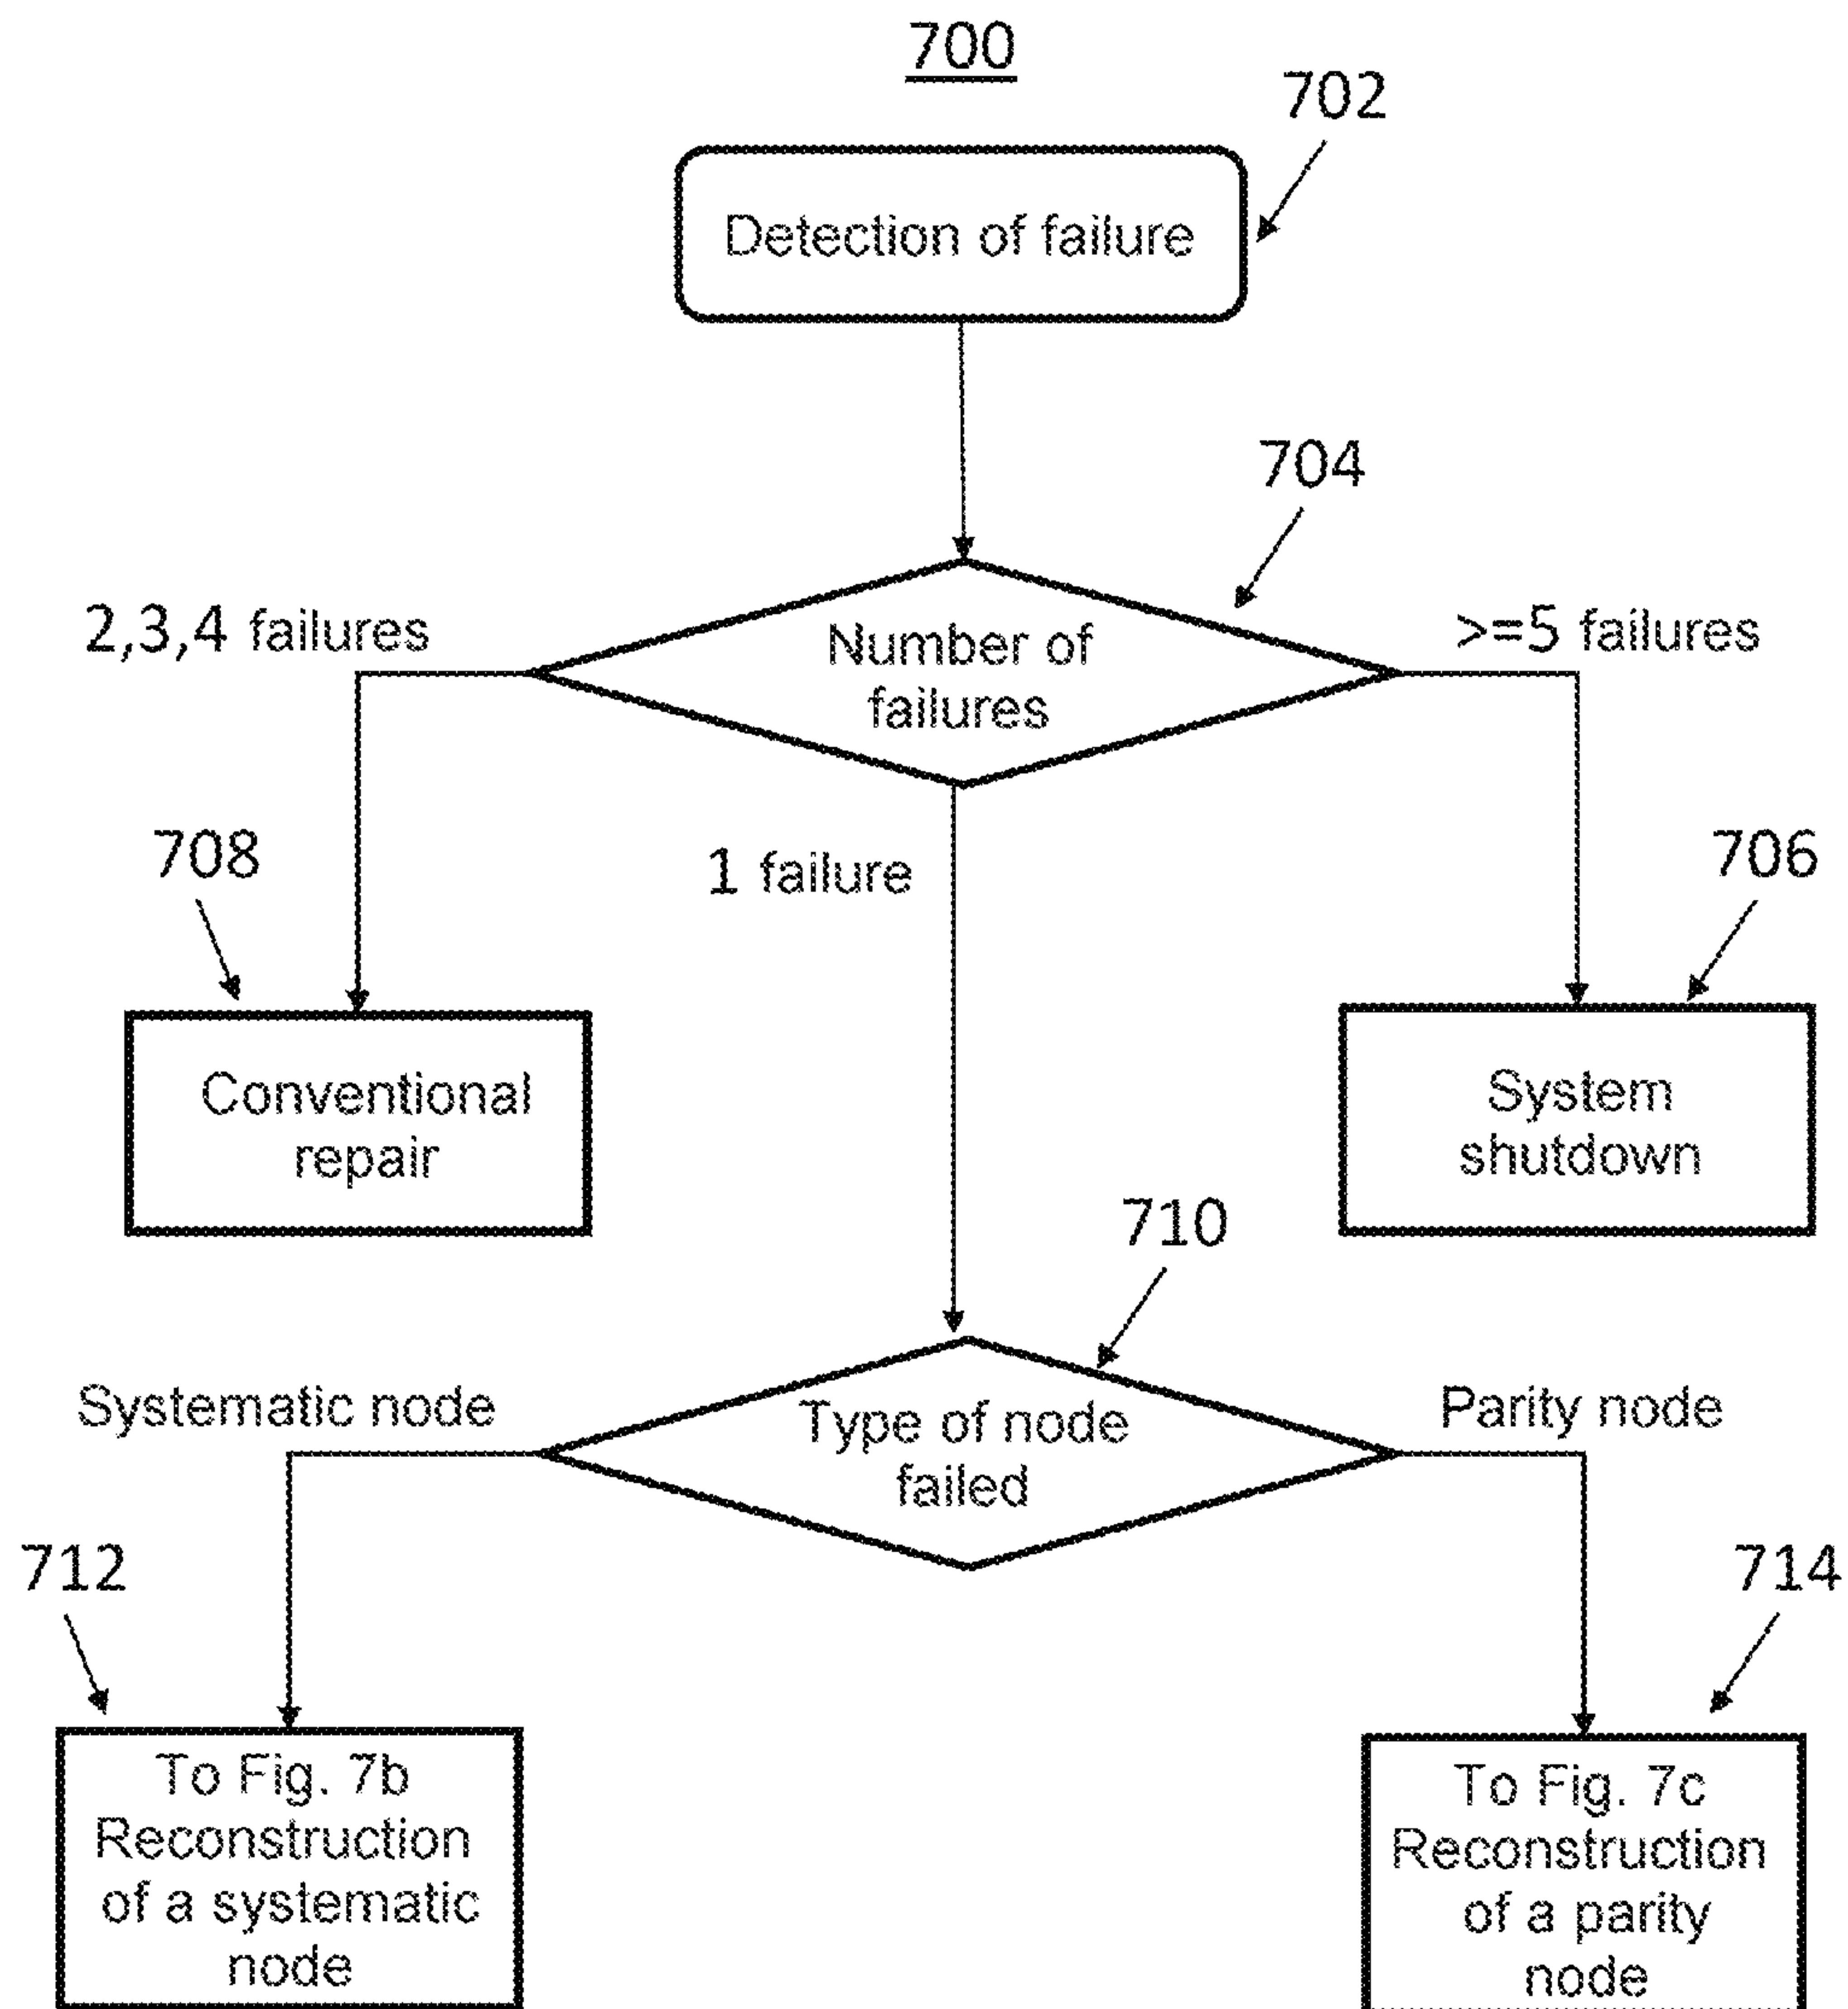 700
702
Detection of failure
704
2,3,4 failures
Number of
failures
>=5 failures
708
1 failure
706
Conventional
repair
System
shutdown
710
Systematic node
Type of node
failed
Parity node
712
714
To Fig. 7b
Reconstruction
of a systematic
node
To Fig. 7c
Reconstruction
of a parity
node